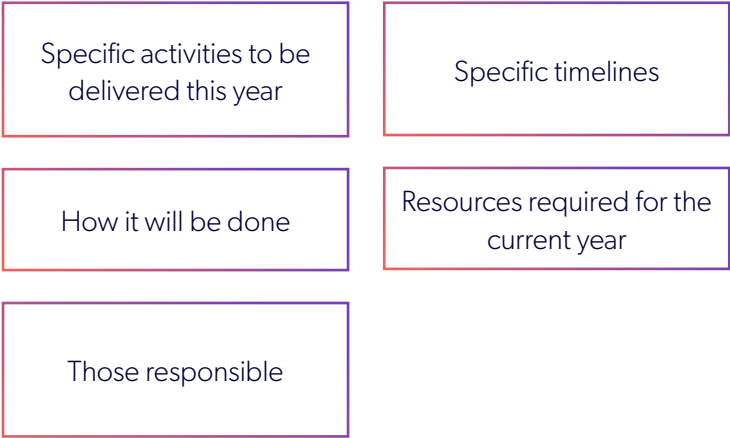 Specific activities to be
delivered this year
Specific timelines
How it will be done
Resources required for the
current year
Those responsible